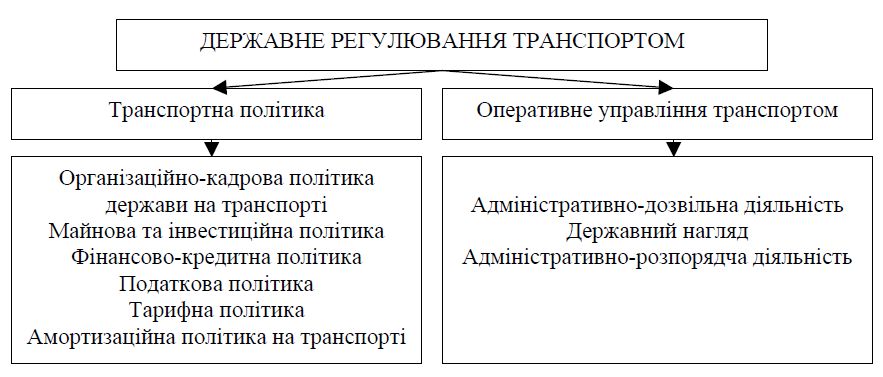 ДЕРЖАВНЕ РЕГУЛЮВАННЯ ТРАНСПОРТОМ
Транспортна політика
Оперативне управління транспортом
Організаційно-кадрова політика
держави на транспорті
Майнова та інвестиційна політика
Фінансово-кредитна політика
Податкова політика
Тарифна політика
Амортизаційна політика на транспорті
Адміністративно-дозвільна діяльність
Державний нагляд
Адміністративно-розпорядча діяльність